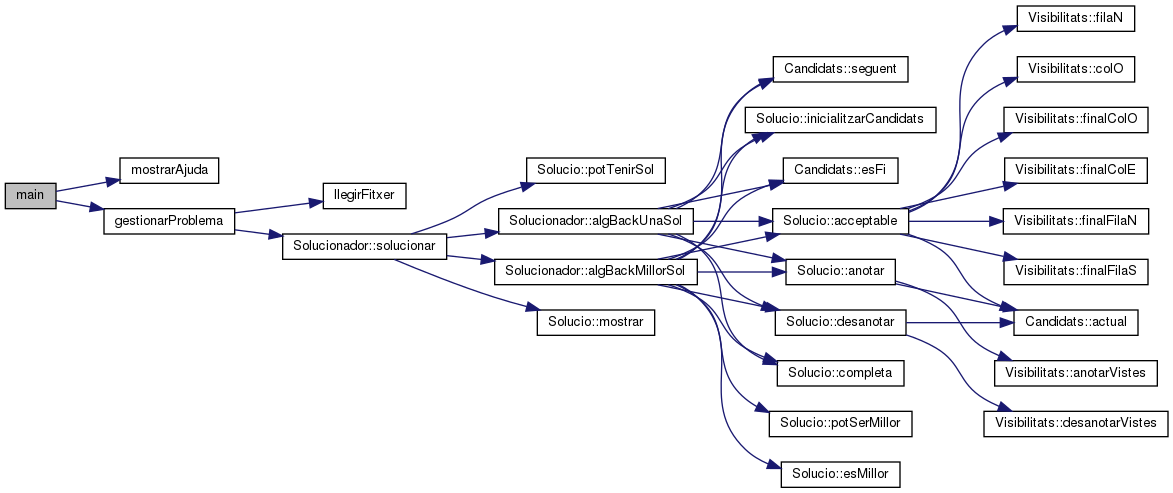 main
mostrarAjuda
gestionarProblema
llegirFitxer
Solucionador::solucionar
Solucio::potTenirSol
Solucionador::algBackUnaSol
Solucionador::algBackMillorSol
Solucio::mostrar
Candidats::seguent
Solucio::inicialitzarCandidats
Candidats::esFi
Solucio::acceptable
Solucio::anotar
Solucio::desanotar
Solucio::completa
Solucio::potSerMillor
Solucio::esMillor
Visibilitats::filaN
Visibilitats::colO
Visibilitats::finalColO
Visibilitats::finalColE
Visibilitats::finalFilaN
Visibilitats::finalFilaS
Candidats::actual
Visibilitats::anotarVistes
Visibilitats::desanotarVistes